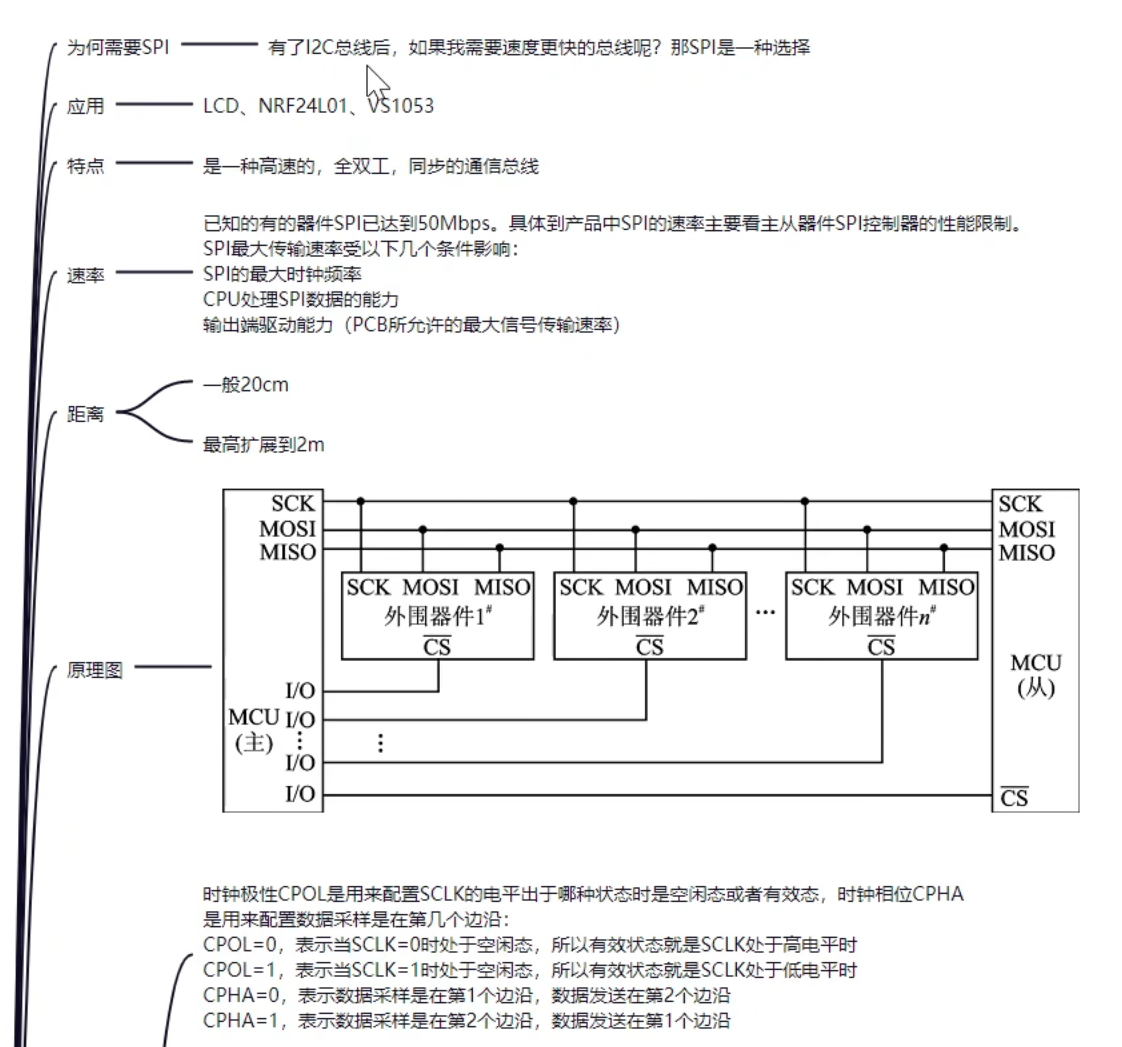 为何需要SPI
有了I2C总线后，如果我需要速度更快的总线呢？那SPI是一种选择
应用
LCD、NRF24L01、VS1053
特点
是一种高速的，全双工，同步的通信总线
速率
已知的有的器件SPI已达到50Mbps。具体到产品中SPI的速率主要看主从器件SPI控制器的性能限制。
SPI最大传输速率受以下几个条件影响：
SPI的最大时钟频率
CPU处理SPI数据的能力
输出端驱动能力（PCB所允许的最大信号传输速率）
距离
一般20cm
最高扩展到2m
原理图
SCK
MOSI
MISO
SCK
MOSI
MISO
SCK MOSI MISO
外围器件1#
CS
SCK MOSI MISO
外围器件2#
CS
...
SCK MOSI MISO
外围器件n#
CS
I/O
I/O
I/O
I/O
MCU
(主)
MCU
(从)
CS
时钟极性CPOL是用来配置SCLK的电平出于哪种状态时是空闲态或者有效态，时钟相位CPHA
是用来配置数据采样是在第几个边沿：
CPOL=0，表示当SCLK=0时处于空闲态，所以有效状态就是SCLK处于高电平时
CPOL=1，表示当SCLK=1时处于空闲态，所以有效状态就是SCLK处于低电平时
CPHA=0，表示数据采样是在第1个边沿，数据发送在第2个边沿
CPHA=1，表示数据采样是在第2个边沿，数据发送在第1个边沿